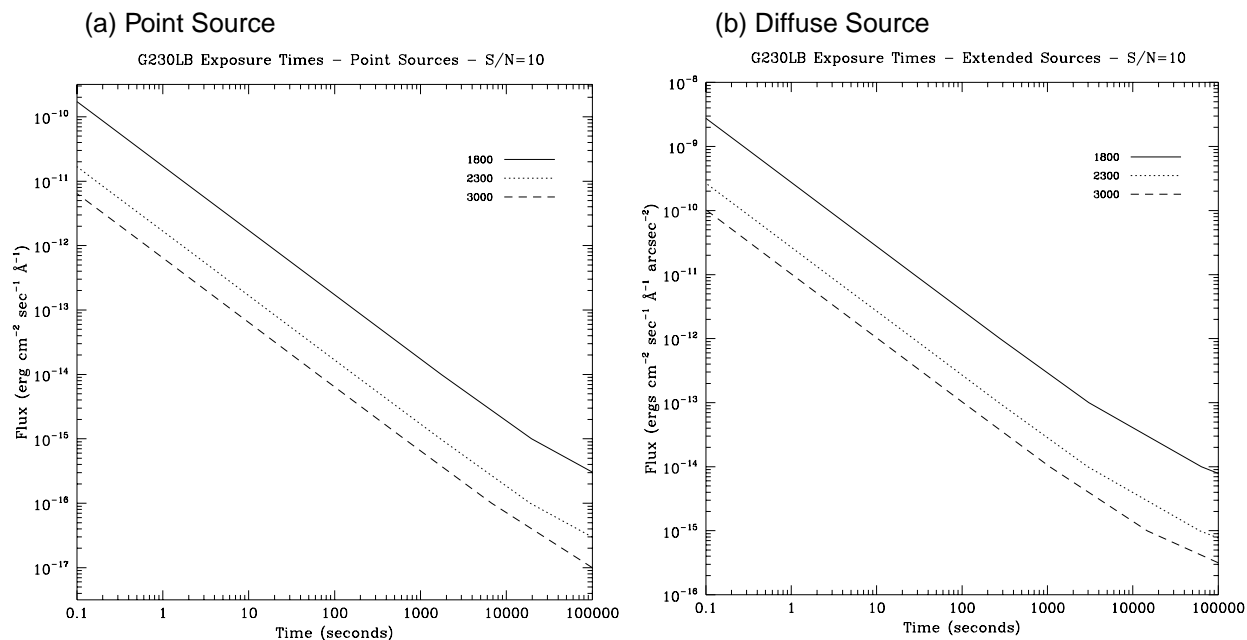 (a) Point Source
G230LB Exposure Times – Point Sources – S/N=10
Flux (erg cm⁻² sec⁻¹ Å⁻¹)
10⁻¹⁰
10⁻¹¹
10⁻¹²
10⁻¹³
10⁻¹⁴
10⁻¹⁵
10⁻¹⁶
10⁻¹⁷
1800
2300
3000
0.1 1 10 100 1000 10000 100000
Time (seconds)
(b) Diffuse Source
G230LB Exposure Times – Extended Sources – S/N=10
Flux (ergs cm⁻² sec⁻¹ Å⁻¹ arcsec⁻²)
10⁻⁸
10⁻⁹
10⁻¹⁰
10⁻¹¹
10⁻¹²
10⁻¹³
10⁻¹⁴
10⁻¹⁵
10⁻¹⁶
1800
2300
3000
0.1 1 10 100 1000 10000 100000
Time (seconds)